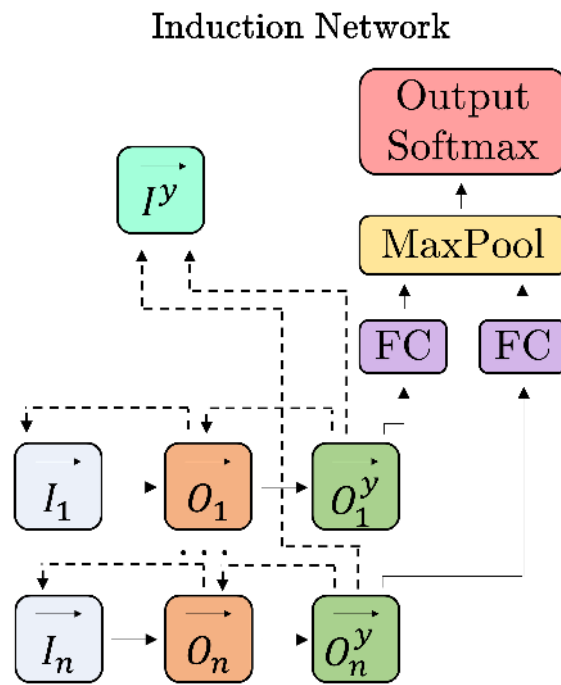 Induction Network
Output
Softmax
I^y
MaxPool
FC FC
I_1 O_1 O_1^y
. . .
I_n O_n O_n^y